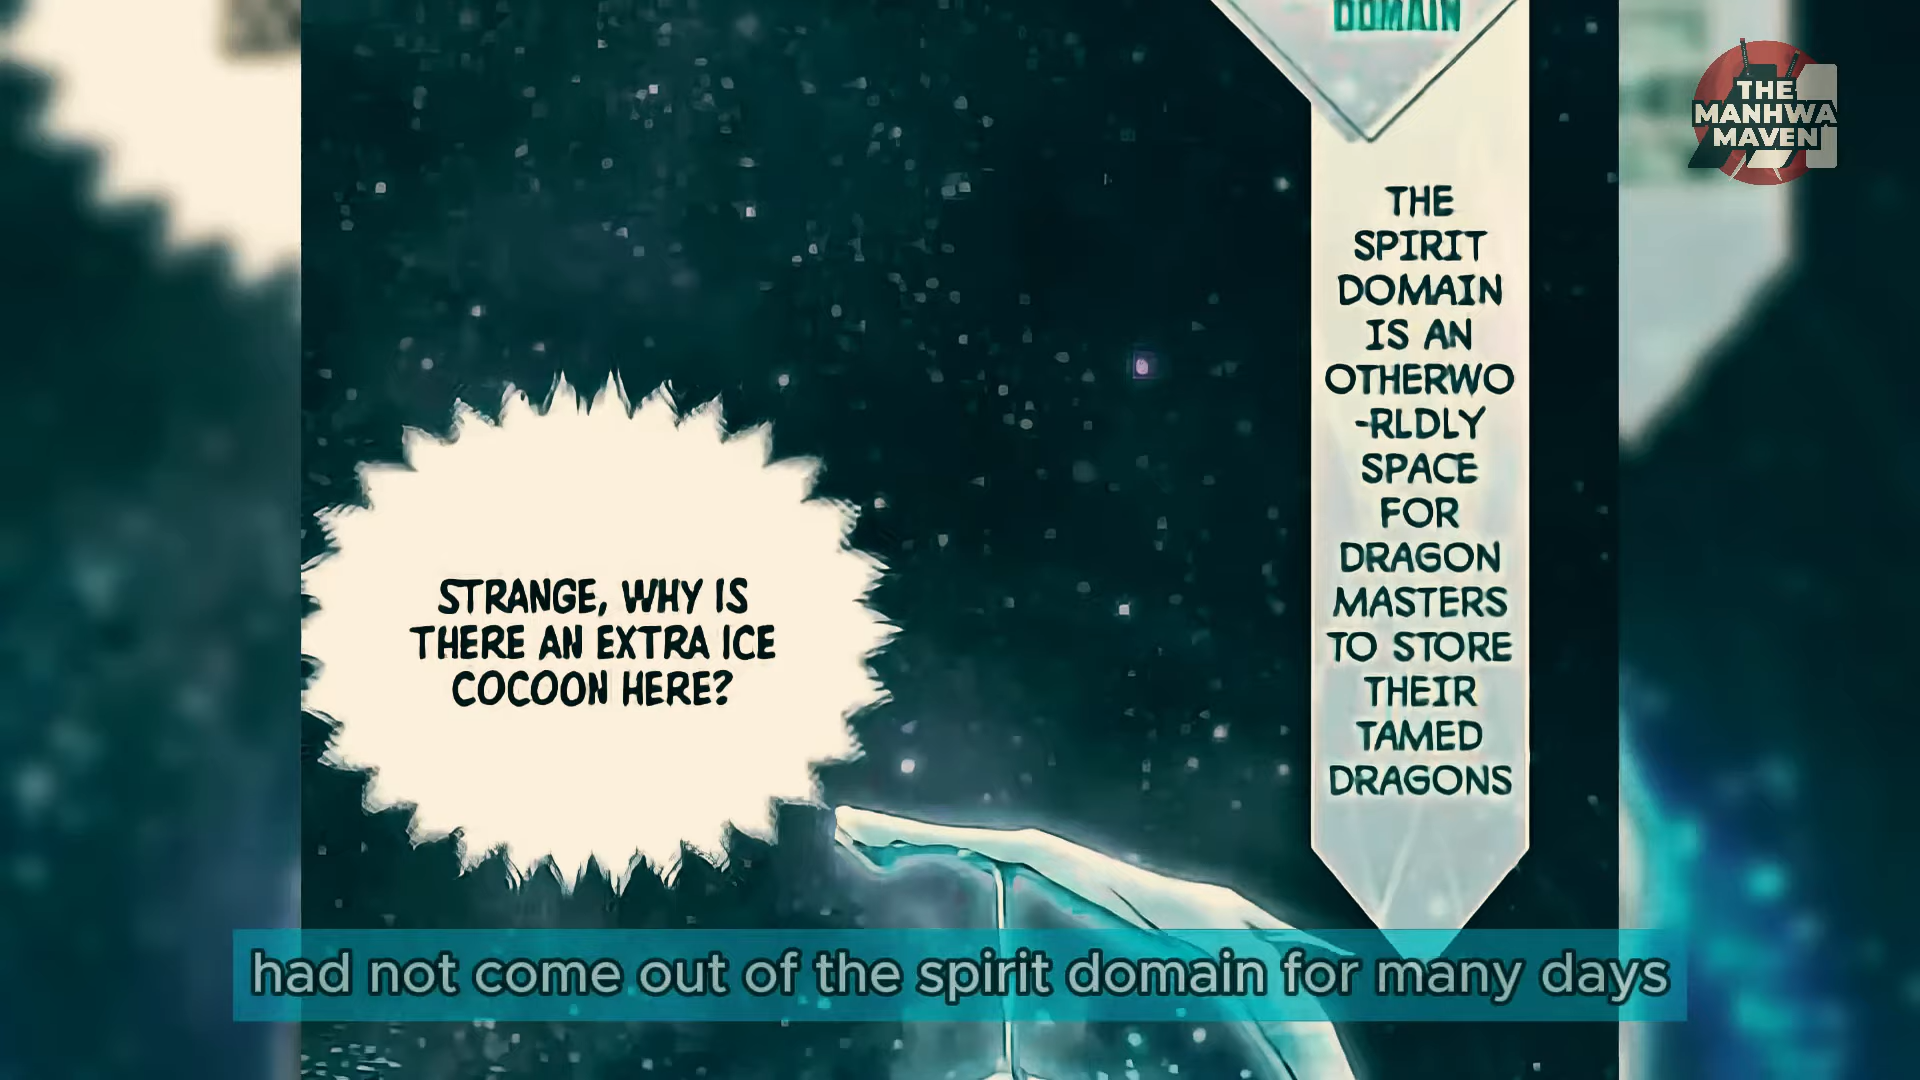 DOMAIN
THE
MANHWA
MAVEN
THE
SPIRIT
DOMAIN
IS AN
OTHERWO
-RLDLY
SPACE
FOR
DRAGON
MASTERS
TO STORE
THEIR
TAMED
DRAGONS
STRANGE, WHY IS
THERE AN EXTRA ICE
COCOON HERE?
had not come out of the spirit domain for many days